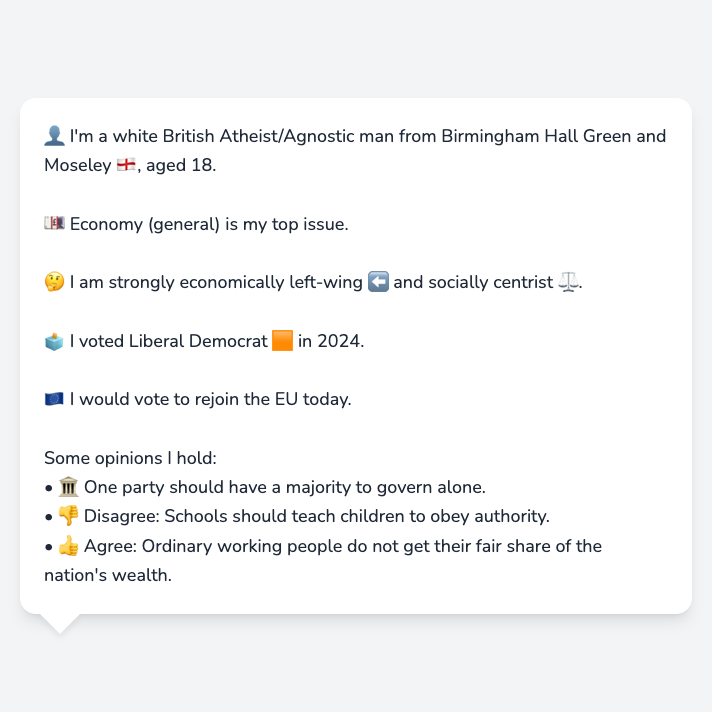 👤 I'm a white British Atheist/Agnostic man from Birmingham Hall Green and
Moseley 🏴󠁧󠁢󠁥󠁮󠁧󠁿, aged 18.
💷 Economy (general) is my top issue.
🤔 I am strongly economically left-wing ⬅️ and socially centrist ⚖️.
🗳️ I voted Liberal Democrat 🟧 in 2024.
🇪🇺 I would vote to rejoin the EU today.
Some opinions I hold:
• 🏛️ One party should have a majority to govern alone.
• 👎 Disagree: Schools should teach children to obey authority.
• 👍 Agree: Ordinary working people do not get their fair share of the
nation's wealth.